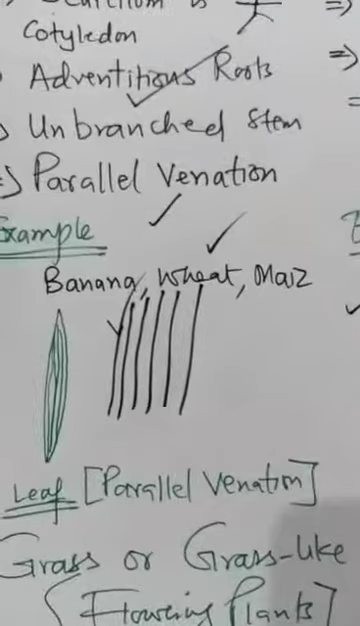 Cotyledon
Adventitious Roots
Unbranched Stem
Parallel Venation
Example
Banana, Wheat, Maiz
Leaf [Parallel Venation]
Grass or Grass-like
[Flowering Plants]